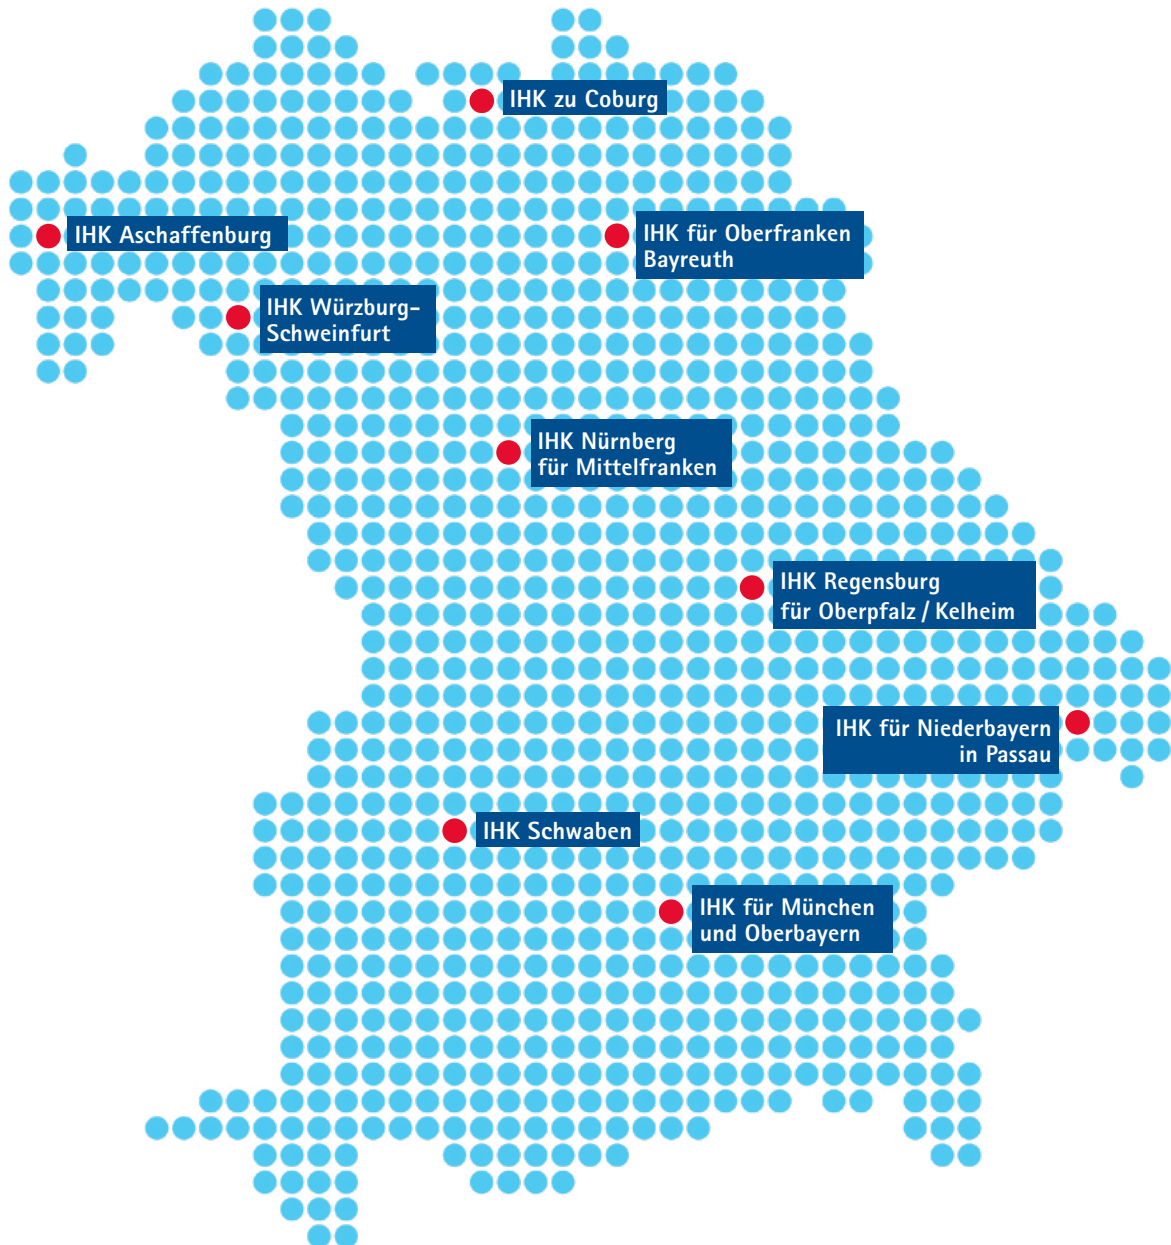 IHK zu Coburg
IHK Aschaffenburg
IHK für Oberfranken
Bayreuth
IHK Würzburg-
Schweinfurt
IHK Nürnberg
für Mittelfranken
IHK Regensburg
für Oberpfalz / Kelheim
IHK für Niederbayern
in Passau
IHK Schwaben
IHK für München
und Oberbayern